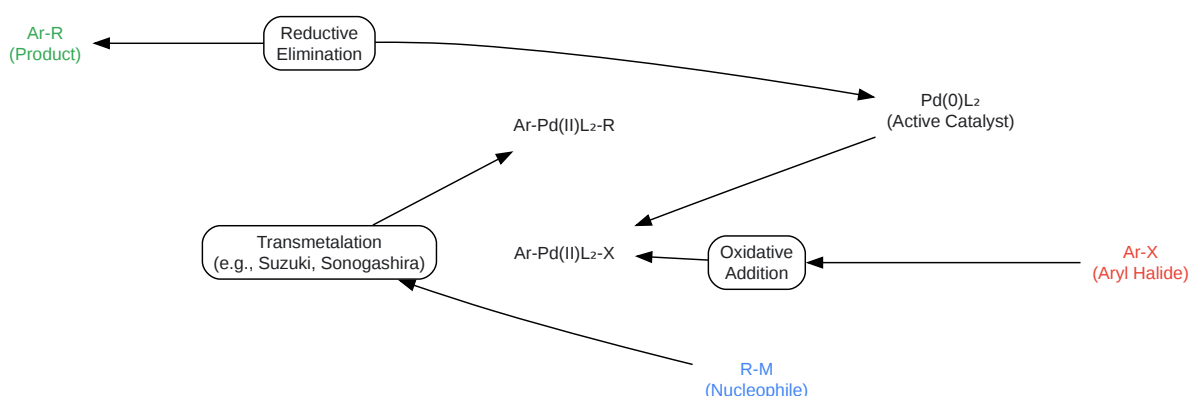 Ar-R
(Product)
Reductive
Elimination
Pd(0)L₂
(Active Catalyst)
Ar-Pd(II)L₂-R
Transmetalation
(e.g., Suzuki, Sonogashira)
Ar-Pd(II)L₂-X
Oxidative
Addition
Ar-X
(Aryl Halide)
R-M
(Nucleophile)